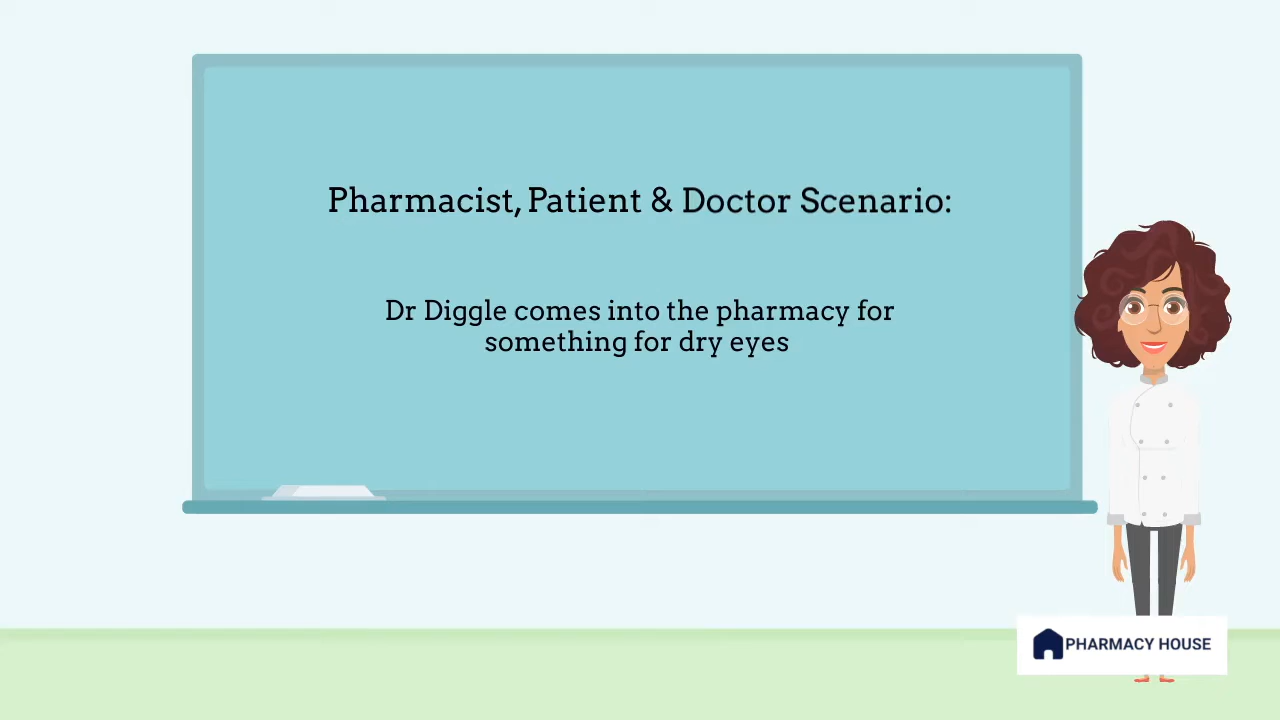 Pharmacist, Patient & Doctor Scenario:
Dr Diggle comes into the pharmacy for
something for dry eyes
PHARMACY HOUSE